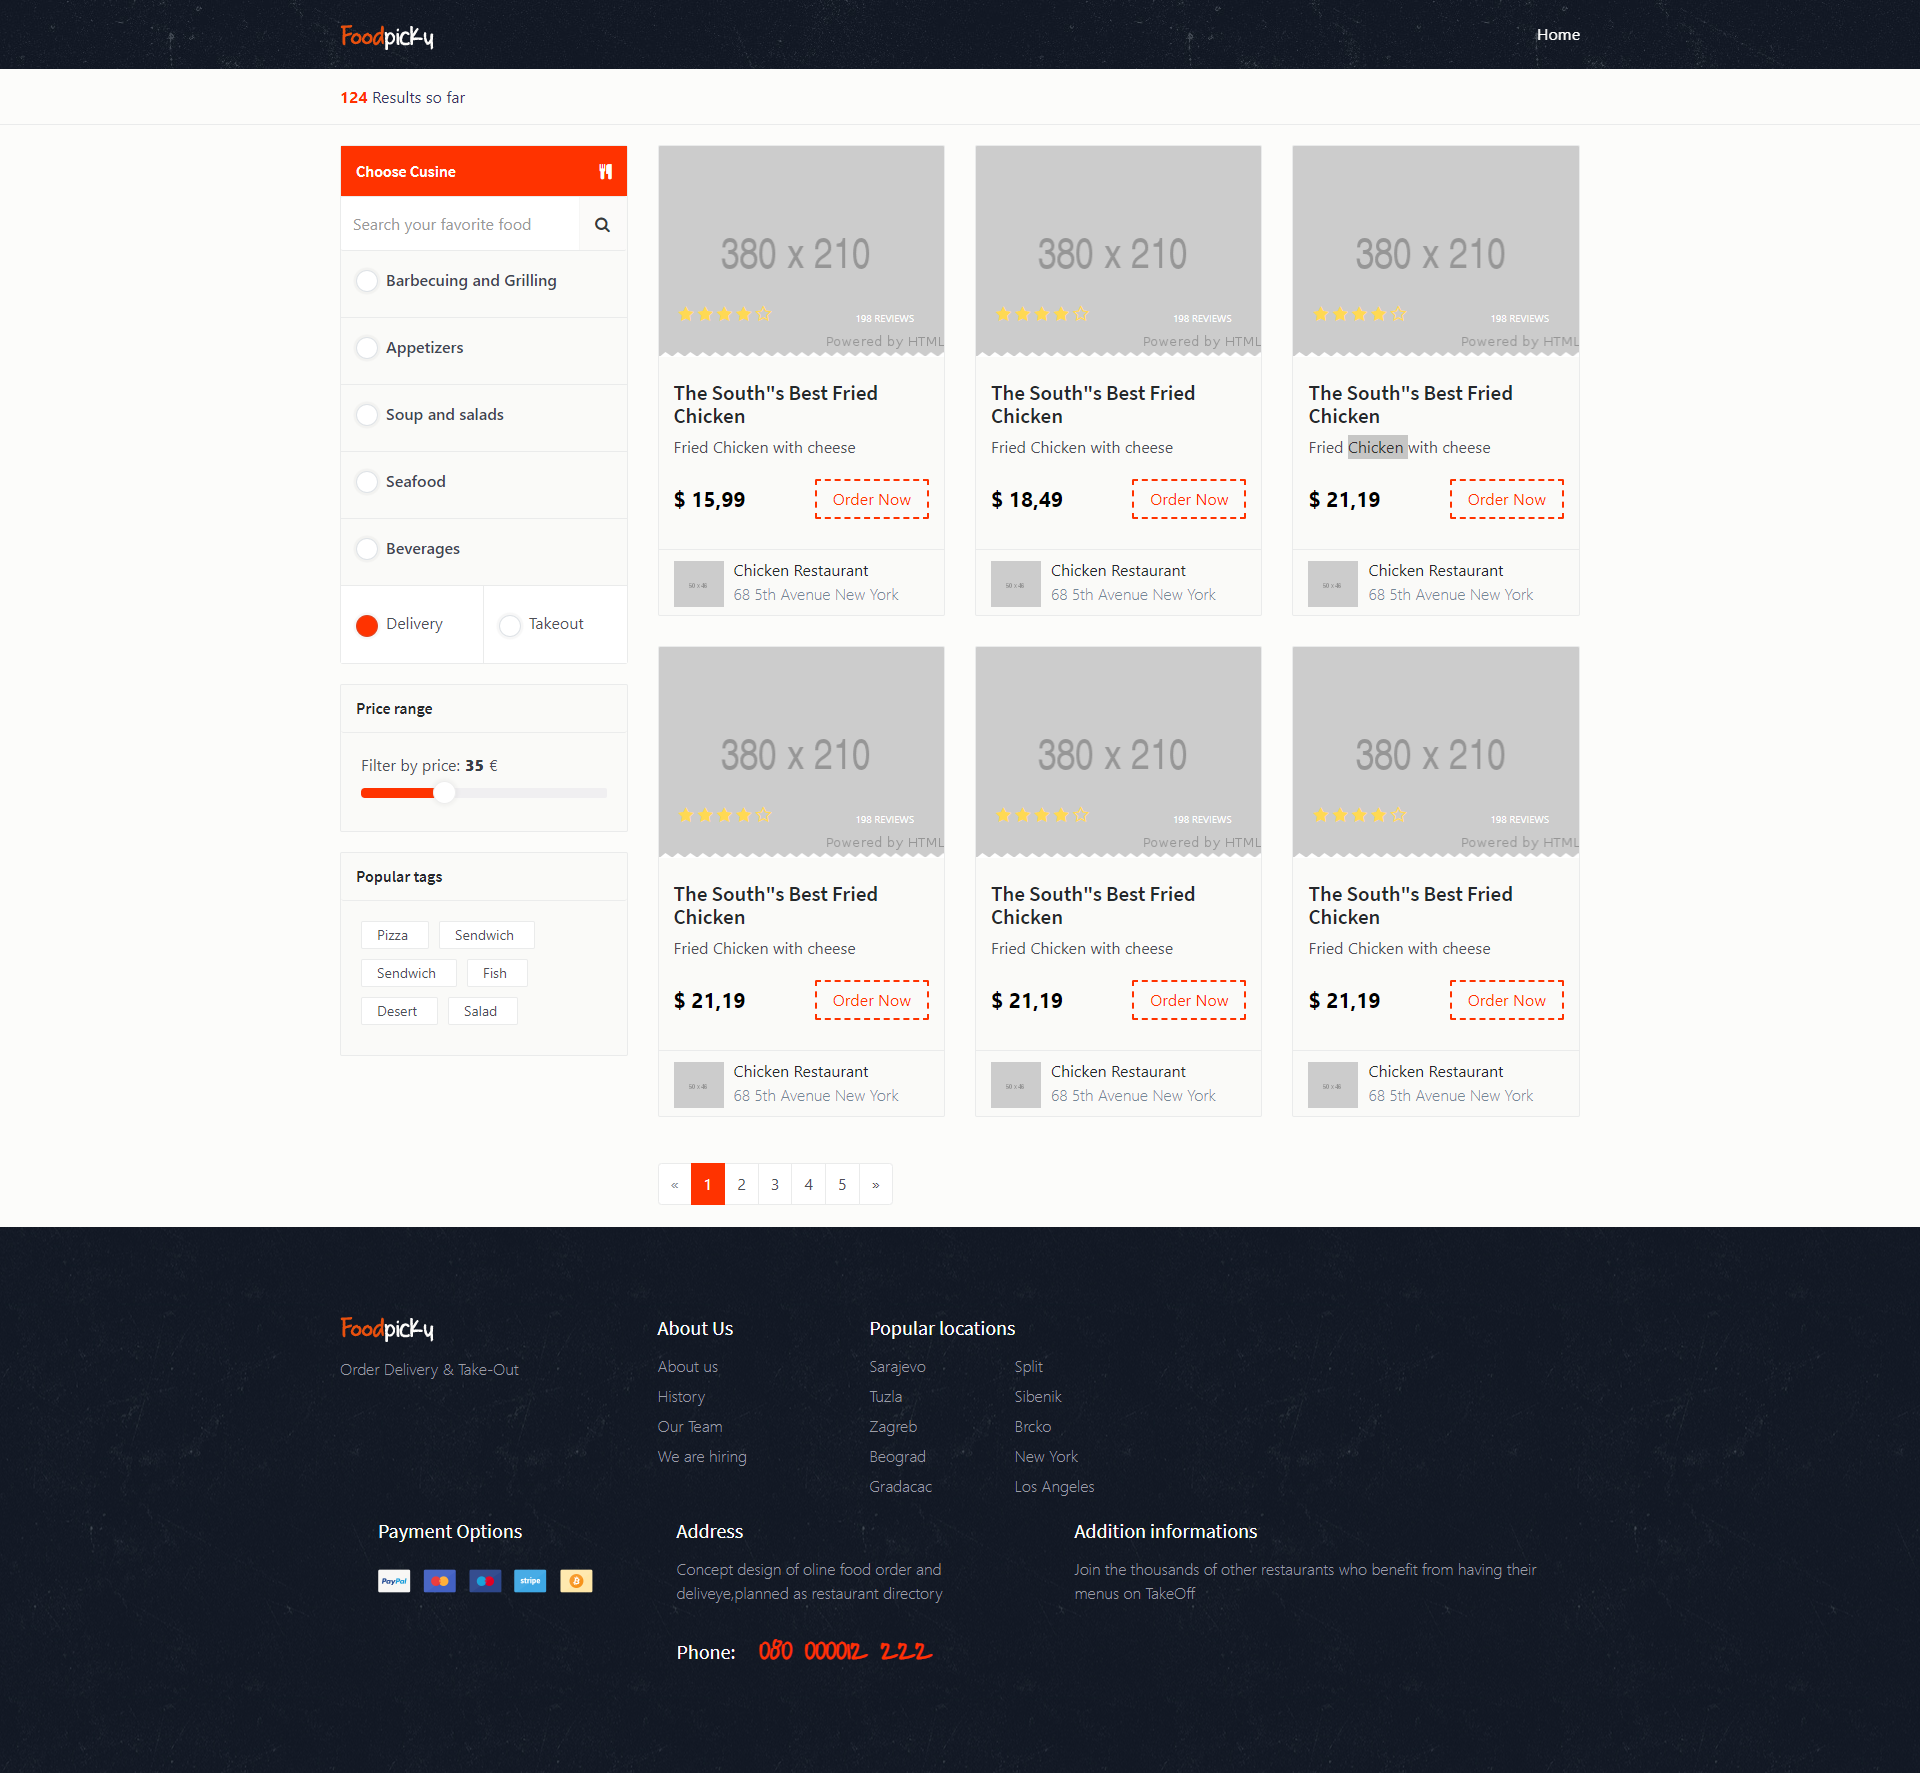 Foodpicky
Home
124 Results so far
Choose Cusine
Search your favorite food
Barbecuing and Grilling
Appetizers
Soup and salads
Seafood
Beverages
Delivery
Takeout
Price range
Filter by price: 35 €
Popular tags
Pizza
Sendwich
Sendwich
Fish
Desert
Salad
380 x 210
198 REVIEWS
Powered by HTML
The South"s Best Fried
Chicken
Fried Chicken with cheese
$ 15,99
Order Now
50 x 46
Chicken Restaurant
68 5th Avenue New York
380 x 210
198 REVIEWS
Powered by HTML
The South"s Best Fried
Chicken
Fried Chicken with cheese
$ 18,49
Order Now
50 x 46
Chicken Restaurant
68 5th Avenue New York
380 x 210
198 REVIEWS
Powered by HTML
The South"s Best Fried
Chicken
Fried Chicken with cheese
$ 21,19
Order Now
50 x 46
Chicken Restaurant
68 5th Avenue New York
380 x 210
198 REVIEWS
Powered by HTML
The South"s Best Fried
Chicken
Fried Chicken with cheese
$ 21,19
Order Now
50 x 46
Chicken Restaurant
68 5th Avenue New York
380 x 210
198 REVIEWS
Powered by HTML
The South"s Best Fried
Chicken
Fried Chicken with cheese
$ 21,19
Order Now
50 x 46
Chicken Restaurant
68 5th Avenue New York
380 x 210
198 REVIEWS
Powered by HTML
The South"s Best Fried
Chicken
Fried Chicken with cheese
$ 21,19
Order Now
50 x 46
Chicken Restaurant
68 5th Avenue New York
« 1 2 3 4 5 »
Foodpicky
Order Delivery & Take-Out
About Us
About us
History
Our Team
We are hiring
Popular locations
Sarajevo
Tuzla
Zagreb
Beograd
Gradacac
Split
Sibenik
Brcko
New York
Los Angeles
Payment Options
PayPal
stripe
Address
Concept design of oline food order and
deliveye,planned as restaurant directory
Phone: 080 000012 222
Addition informations
Join the thousands of other restaurants who benefit from having their
menus on TakeOff